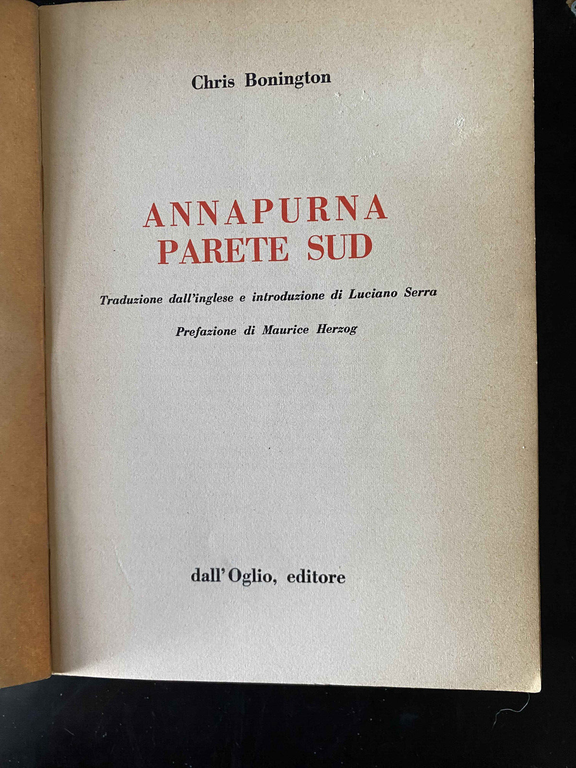 Chris Bonington
ANNAPURNA
PARETE SUD
Traduzione dall'inglese e introduzione di Luciano Serra
Prefazione di Maurice Herzog
dall'Oglio, editore